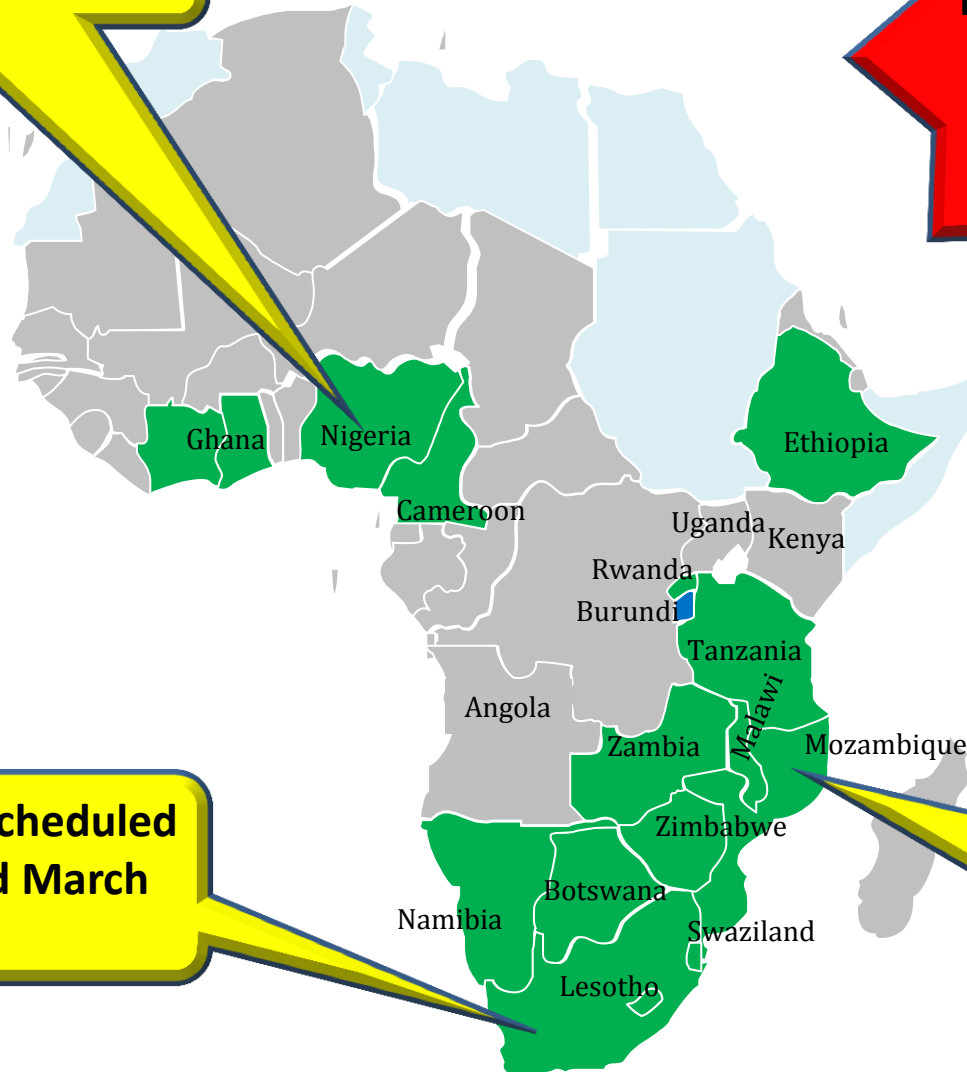 Ghana
Nigeria
Ethiopia
Cameroon
Uganda
Kenya
Rwanda
Burundi
Tanzania
Malawi
Angola
Zambia
Mozambique
cheduled
d March
Zimbabwe
Botswana
Namibia
Swaziland
Lesotho